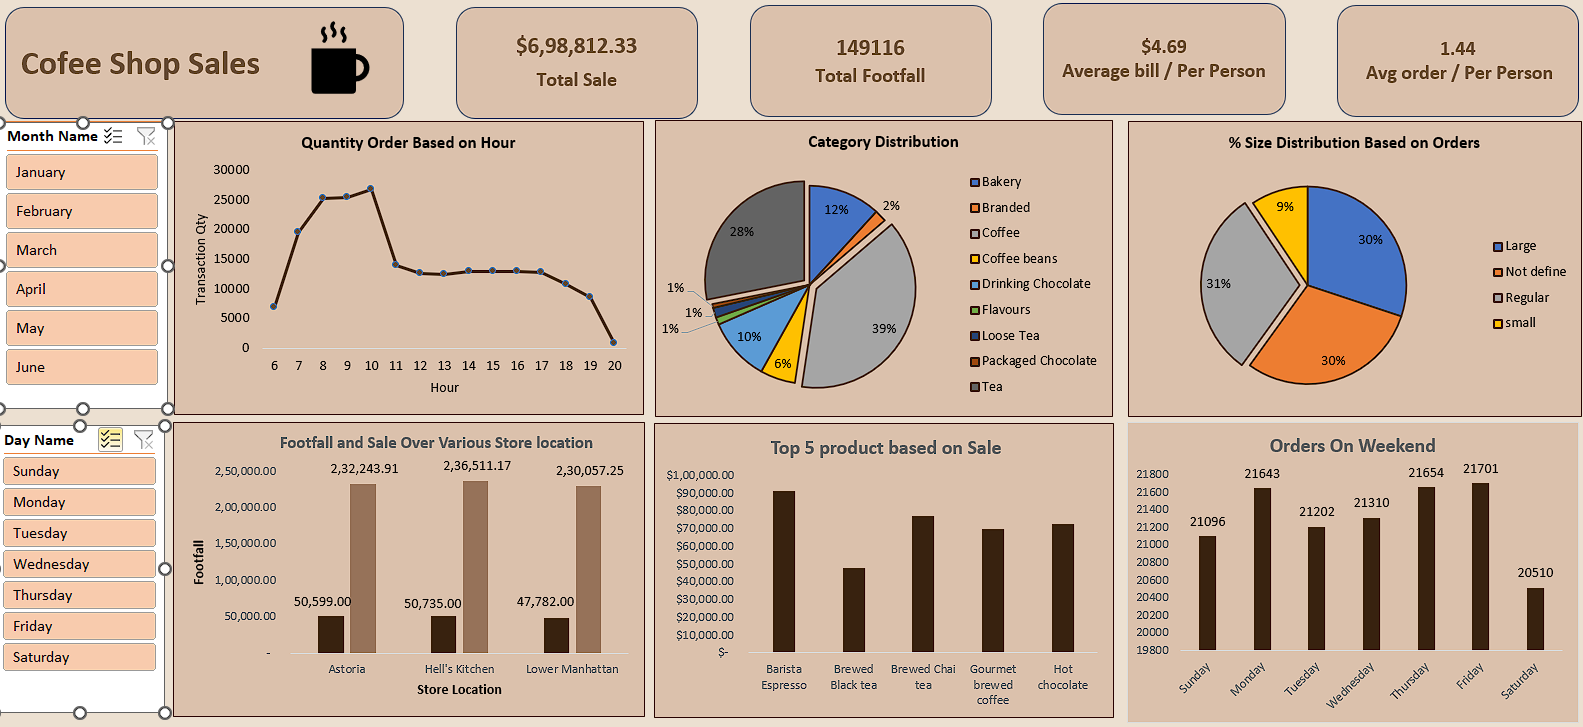 Cofee Shop Sales
$6,98,812.33
Total Sale
149116
Total Footfall
$4.69
Average bill / Per Person
1.44
Avg order / Per Person
Month Name
January
February
March
April
May
June
Day Name
Sunday
Monday
Tuesday
Wednesday
Thursday
Friday
Saturday
Quantity Order Based on Hour
Transaction Qty
30000
25000
20000
15000
10000
5000
0
6 7 8 9 10 11 12 13 14 15 16 17 18 19 20
Hour
Category Distribution
12%
2%
39%
6%
10%
1%
1%
1%
28%
Bakery
Branded
Coffee
Coffee beans
Drinking Chocolate
Flavours
Loose Tea
Packaged Chocolate
Tea
% Size Distribution Based on Orders
9%
30%
31%
30%
Large
Not define
Regular
small
Footfall and Sale Over Various Store location
Footfall
2,50,000.00
2,00,000.00
1,50,000.00
1,00,000.00
50,000.00
-
2,32,243.91 2,36,511.17 2,30,057.25
50,599.00 50,735.00 47,782.00
Astoria Hell's Kitchen Lower Manhattan
Store Location
Top 5 product based on Sale
$1,00,000.00
$90,000.00
$80,000.00
$70,000.00
$60,000.00
$50,000.00
$40,000.00
$30,000.00
$20,000.00
$10,000.00
$-
Barista Espresso
Brewed Black tea
Brewed Chai tea
Gourmet brewed coffee
Hot chocolate
Orders On Weekend
21800
21600
21400
21200
21000
20800
20600
20400
20200
20000
19800
21096 21643 21202 21310 21654 21701 20510
Sunday Monday Tuesday Wednesday Thursday Friday Saturday